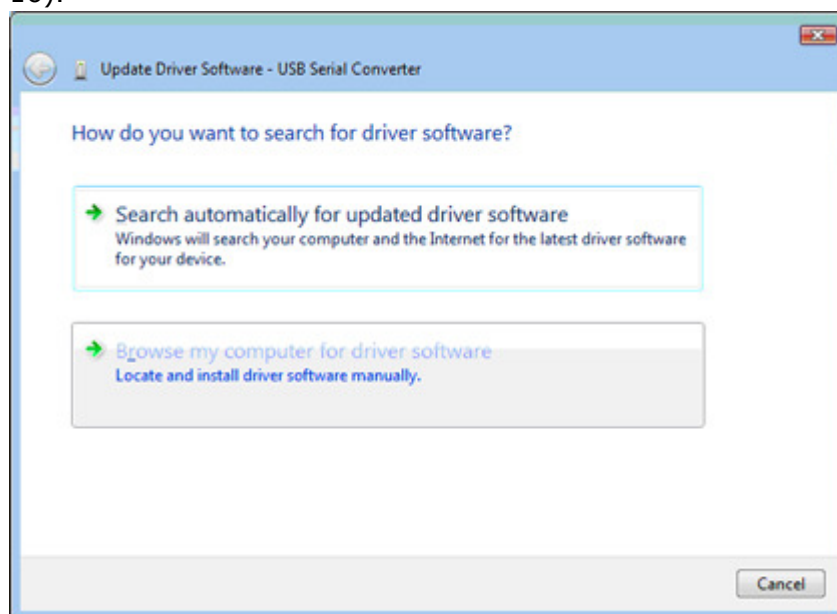 10).
Update Driver Software - USB Serial Converter
How do you want to search for driver software?
Search automatically for updated driver software
Windows will search your computer and the Internet for the latest driver software
for your device.
Browse my computer for driver software
Locate and install driver software manually.
Cancel